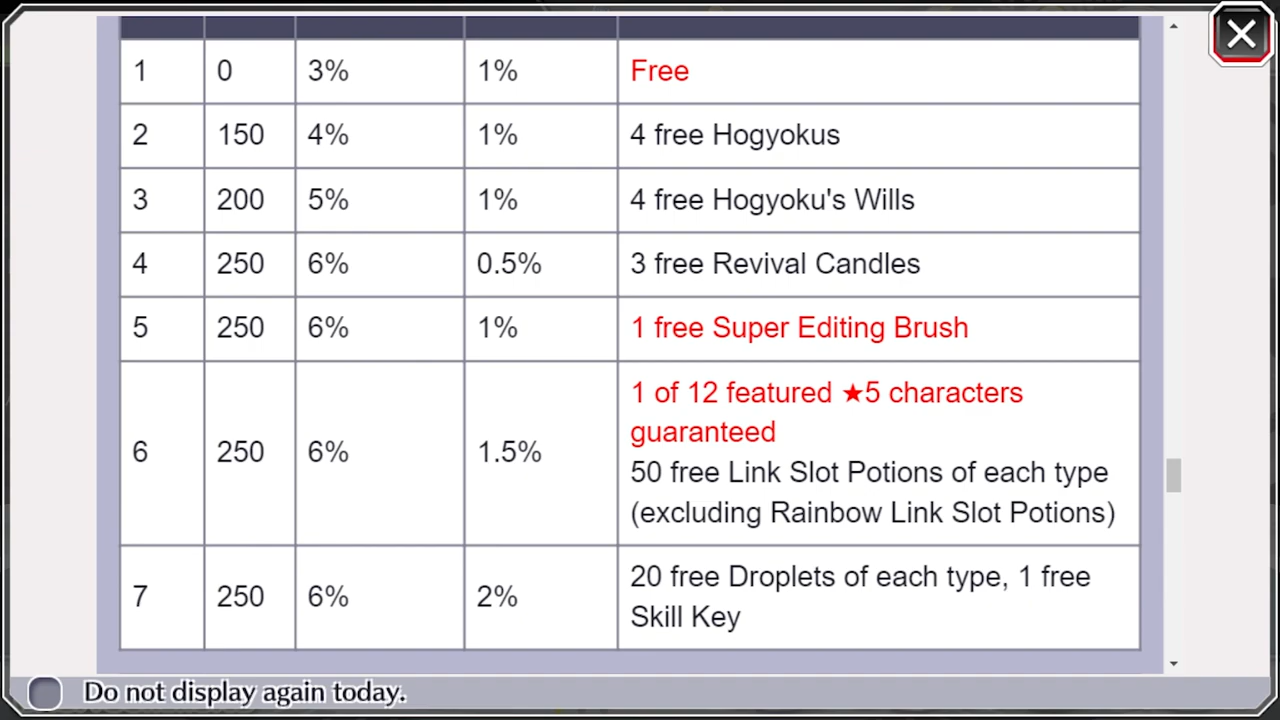 1 0 3% 1% Free
2 150 4% 1% 4 free Hogyokus
3 200 5% 1% 4 free Hogyoku's Wills
4 250 6% 0.5% 3 free Revival Candles
5 250 6% 1% 1 free Super Editing Brush
6 250 6% 1.5% 1 of 12 featured ★5 characters
guaranteed
50 free Link Slot Potions of each type
(excluding Rainbow Link Slot Potions)
7 250 6% 2% 20 free Droplets of each type, 1 free
Skill Key
Do not display again today.